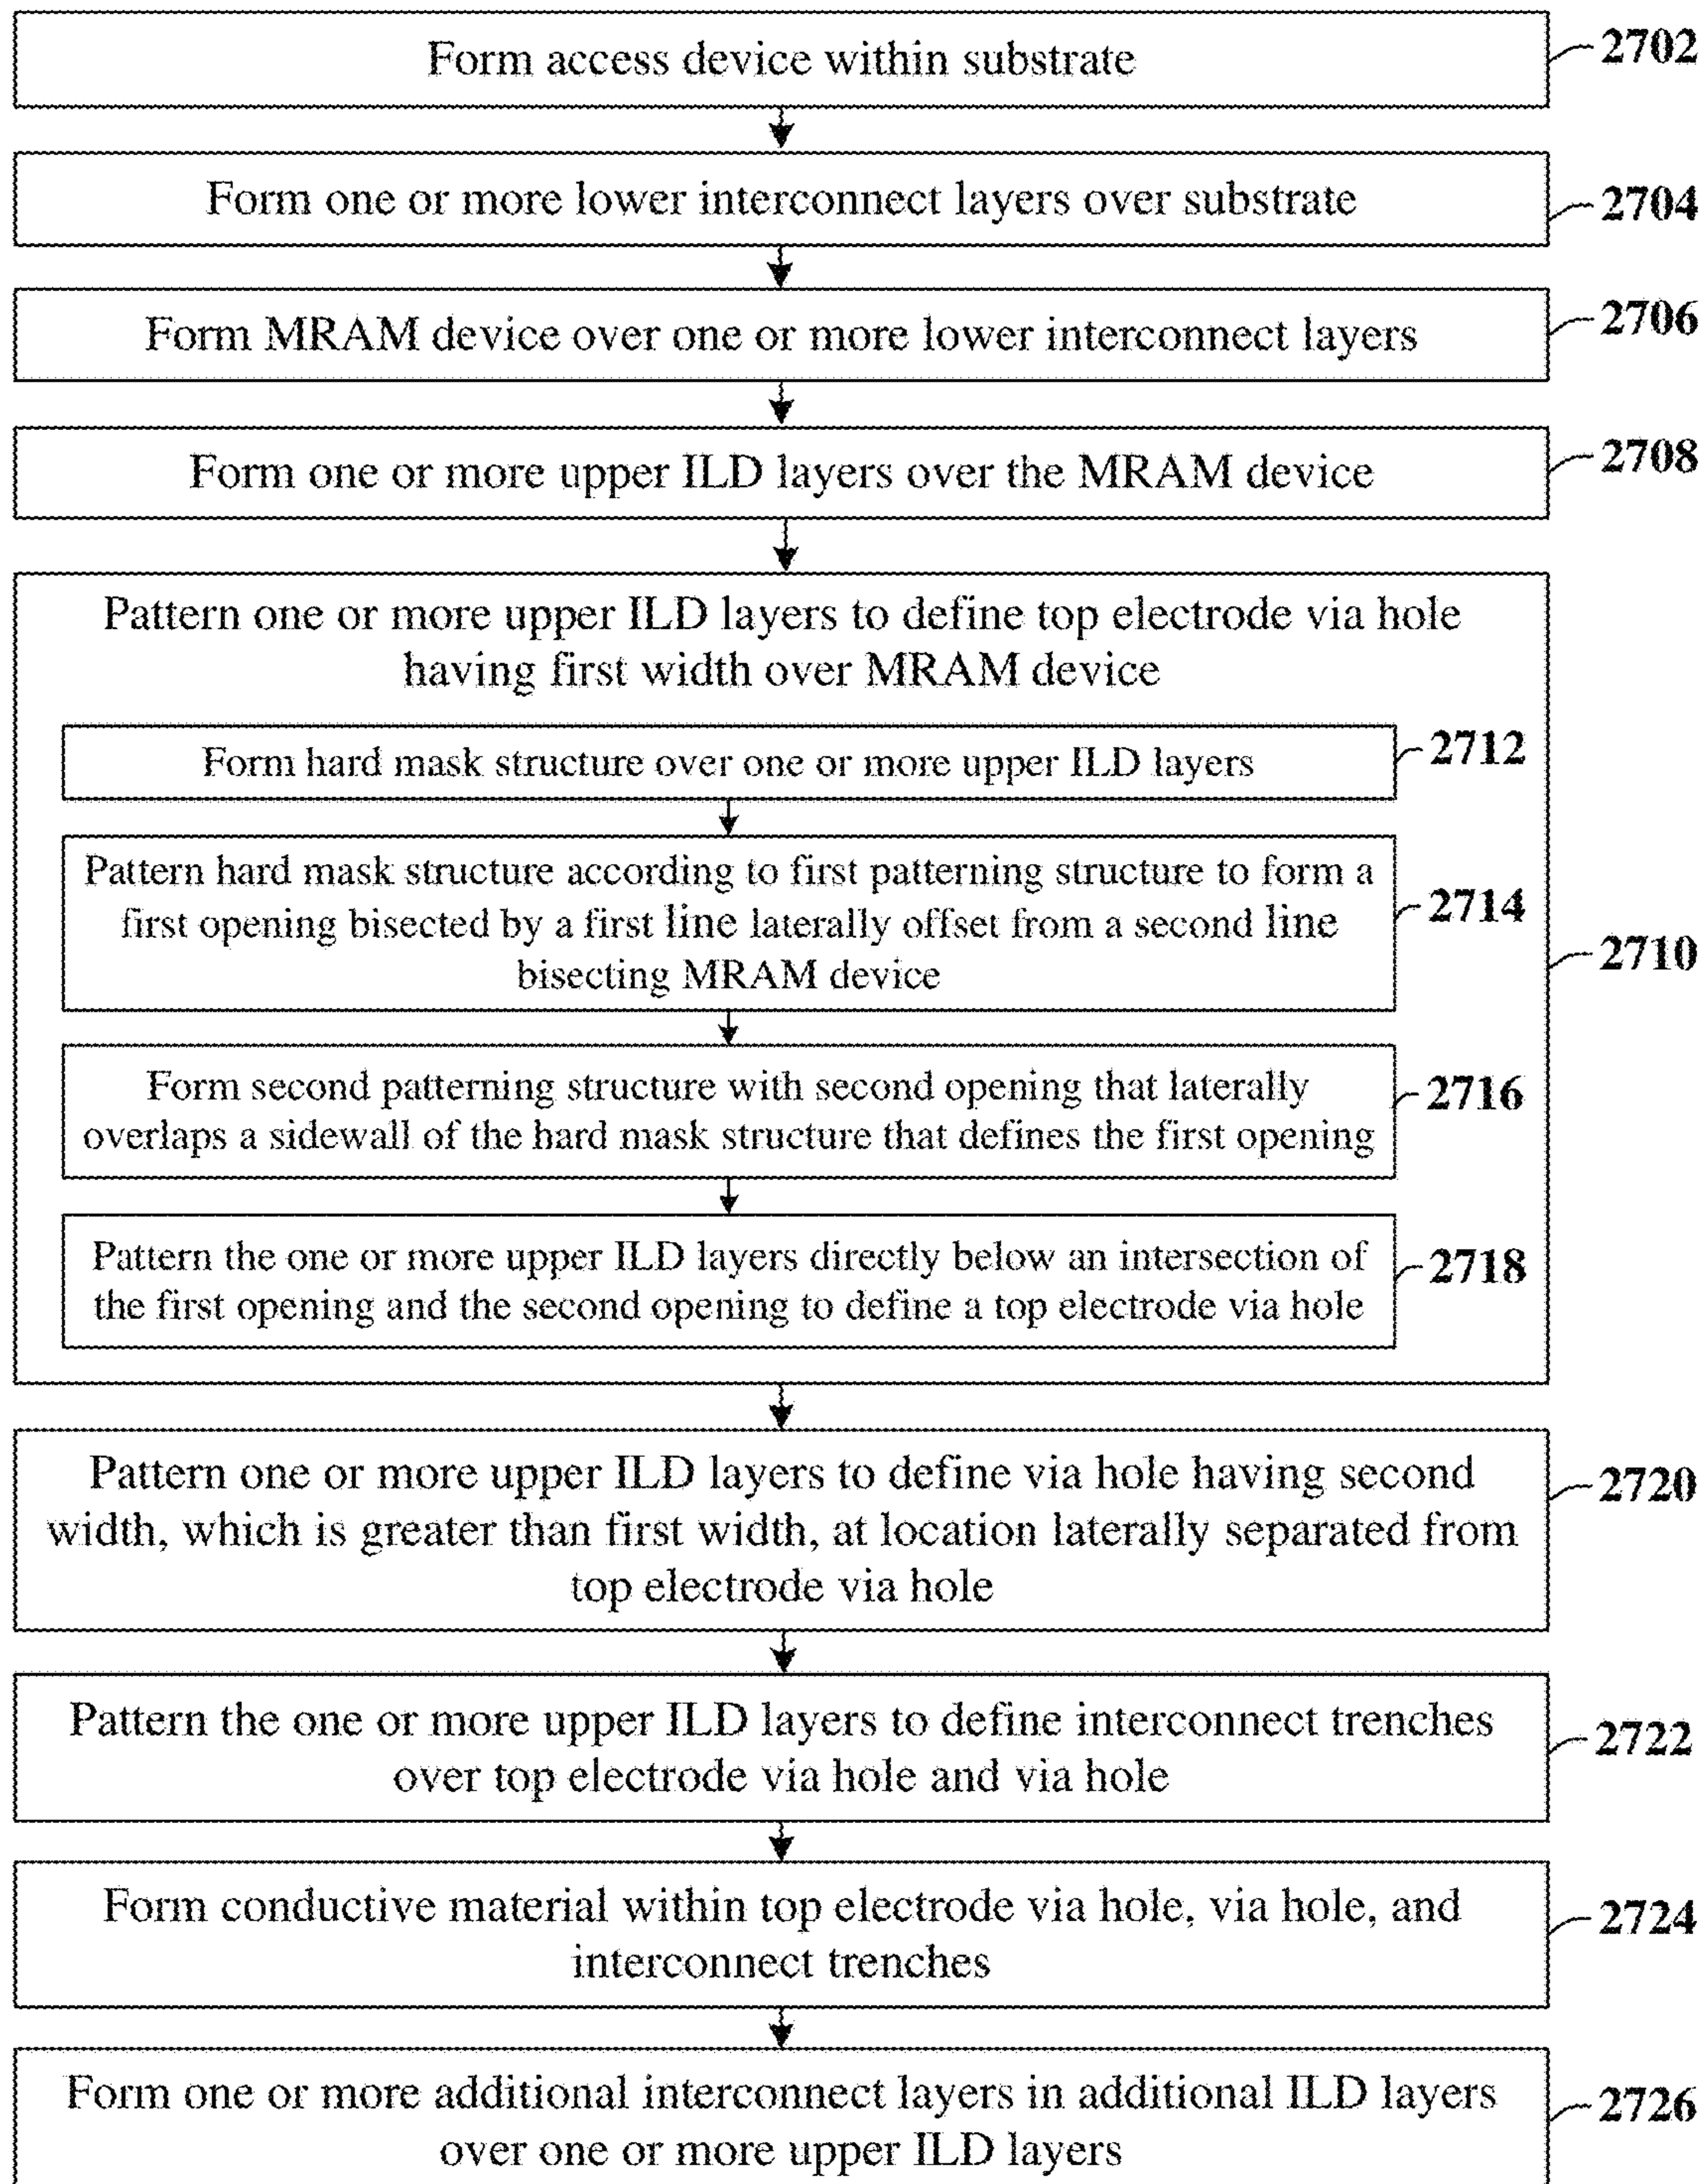 Form access device within substrate
2702
Form one or more lower interconnect layers over substrate
2704
Form MRAM device over one or more lower interconnect layers
2706
Form one or more upper ILD layers over the MRAM device
2708
Pattern one or more upper ILD layers to define top electrode via hole
having first width over MRAM device
2712
Form hard mask structure over one or more upper ILD layers
Pattern hard mask structure according to first patterning structure to form a
first opening bisected by a first line laterally offset from a second line
bisecting MRAM device
2714
2710
Form second patterning structure with second opening that laterally
overlaps a sidewall of the hard mask structure that defines the first opening
2716
Pattern the one or more upper ILD layers directly below an intersection of
the first opening and the second opening to define a top electrode via hole
2718
Pattern one or more upper ILD layers to define via hole having second
width, which is greater than first width, at location laterally separated from
top electrode via hole
2720
Pattern the one or more upper ILD layers to define interconnect trenches
over top electrode via hole and via hole
2722
Form conductive material within top electrode via hole, via hole, and
interconnect trenches
2724
Form one or more additional interconnect layers in additional ILD layers
over one or more upper ILD layers
2726